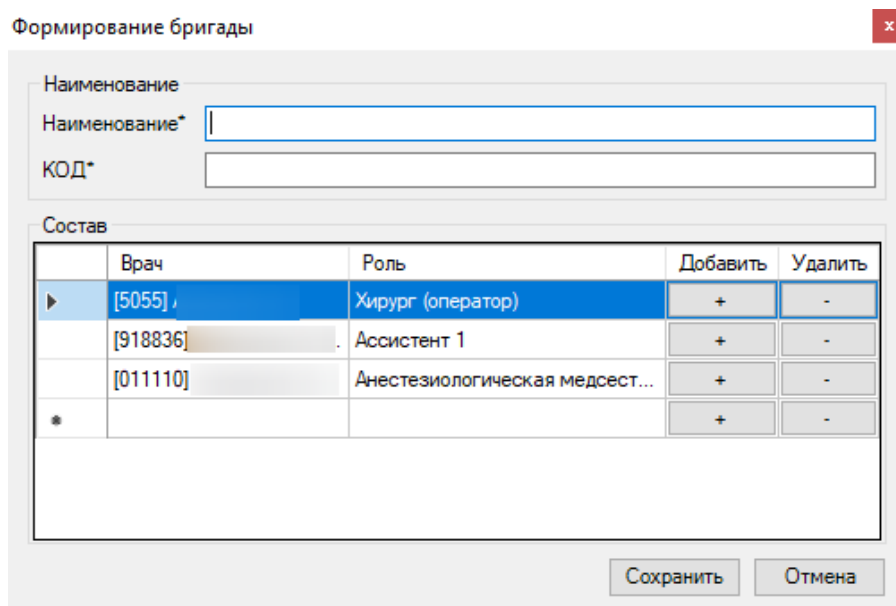 Формирование бригады x
Наименование
Наименование*
КОД*
Состав
Врач Роль Добавить Удалить
[5055] Хирург (оператор) + -
[918836] . Ассистент 1 + -
[011110] Анестезиологическая медсест... + -
* + -
Сохранить Отмена